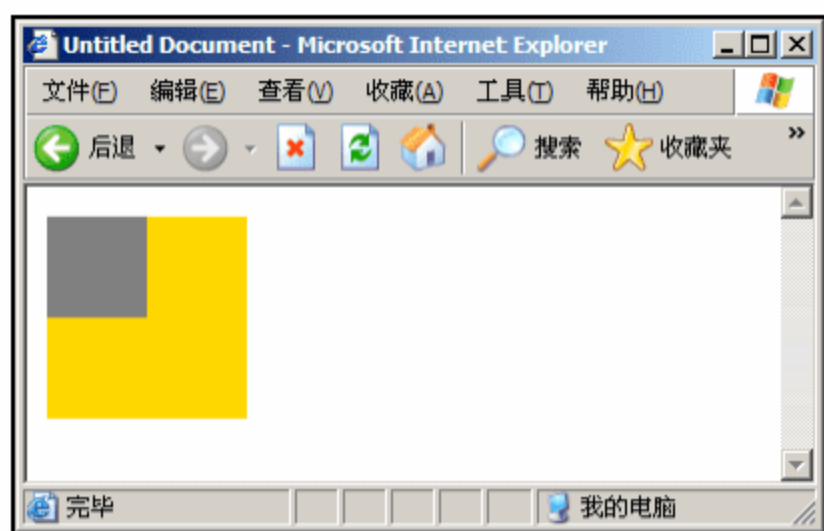 Untitled Document - Microsoft Internet Explorer
文件(F) 编辑(E) 查看(V) 收藏(A) 工具(T) 帮助(H)
后退 搜索 收藏夹 »
完毕 我的电脑